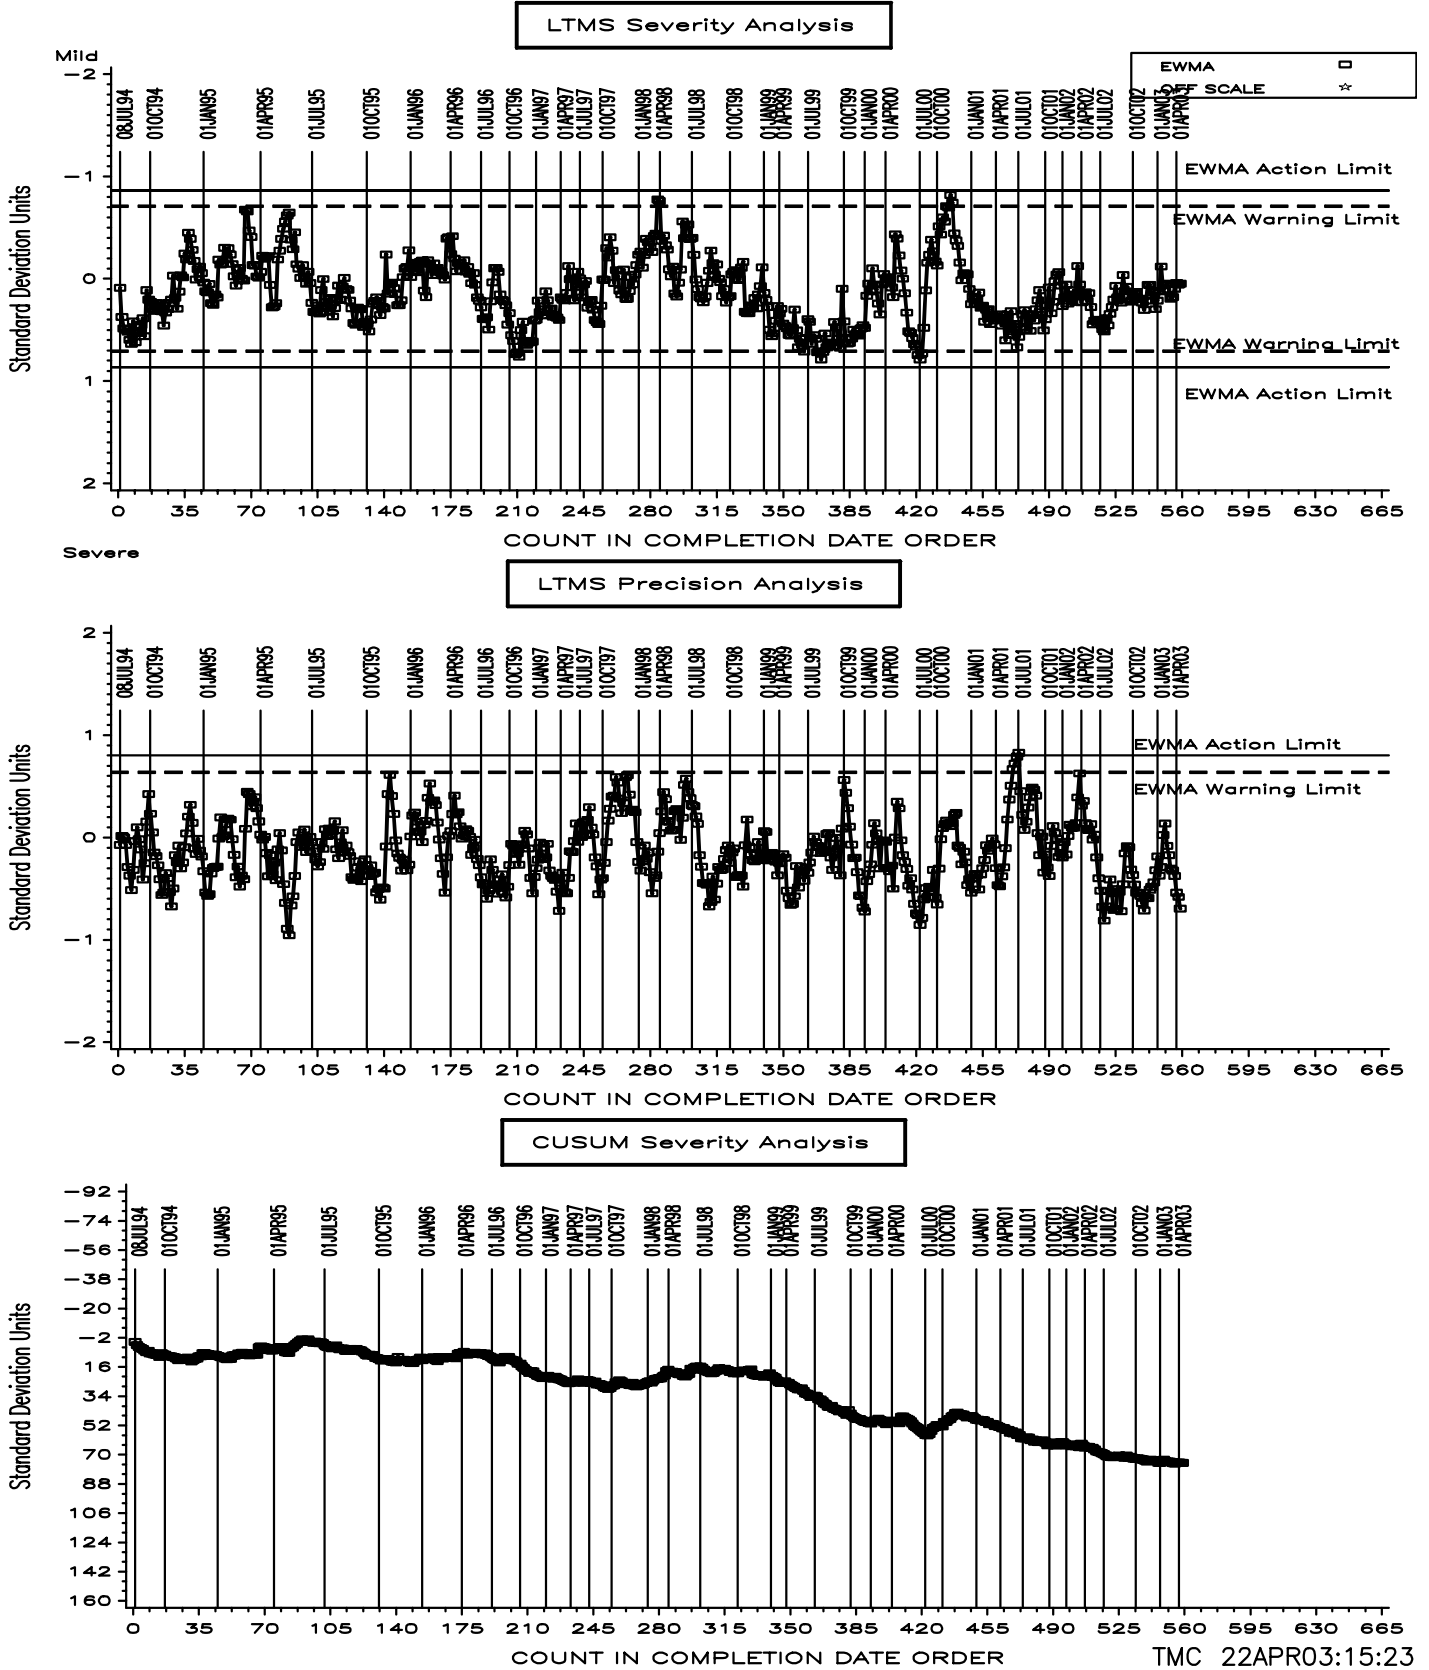 LTMS Severity Analysis
Mild
EWMA
OFF SCALE
-2
-1
0
1
2
Standard Deviation Units
08JUL94 01OCT94 01JAN95 01APR95 01JUL95 01OCT95 01JAN96 01APR96 01JUL96 01OCT96 01JAN97 01APR97 01JUL97 01OCT97 01JAN98 01APR98 01JUL98 01OCT98 01JAN99 01APR99 01JUL99 01OCT99 01JAN00 01APR00 01JUL00 01OCT00 01JAN01 01APR01 01JUL01 01OCT01 01JAN02 01APR02 01JUL02 01OCT02 01JAN03 01APR03
EWMA Action Limit
EWMA Warning Limit
EWMA Warning Limit
EWMA Action Limit
0 35 70 105 140 175 210 245 280 315 350 385 420 455 490 525 560 595 630 665
COUNT IN COMPLETION DATE ORDER
Severe
LTMS Precision Analysis
2
1
0
-1
-2
Standard Deviation Units
08JUL94 01OCT94 01JAN95 01APR95 01JUL95 01OCT95 01JAN96 01APR96 01JUL96 01OCT96 01JAN97 01APR97 01JUL97 01OCT97 01JAN98 01APR98 01JUL98 01OCT98 01JAN99 01APR99 01JUL99 01OCT99 01JAN00 01APR00 01JUL00 01OCT00 01JAN01 01APR01 01JUL01 01OCT01 01JAN02 01APR02 01JUL02 01OCT02 01JAN03 01APR03
EWMA Action Limit
EWMA Warning Limit
0 35 70 105 140 175 210 245 280 315 350 385 420 455 490 525 560 595 630 665
COUNT IN COMPLETION DATE ORDER
CUSUM Severity Analysis
-92
-74
-56
-38
-20
-2
16
34
52
70
88
106
124
142
160
Standard Deviation Units
08JUL94 01OCT94 01JAN95 01APR95 01JUL95 01OCT95 01JAN96 01APR96 01JUL96 01OCT96 01JAN97 01APR97 01JUL97 01OCT97 01JAN98 01APR98 01JUL98 01OCT98 01JAN99 01APR99 01JUL99 01OCT99 01JAN00 01APR00 01JUL00 01OCT00 01JAN01 01APR01 01JUL01 01OCT01 01JAN02 01APR02 01JUL02 01OCT02 01JAN03 01APR03
0 35 70 105 140 175 210 245 280 315 350 385 420 455 490 525 560 595 630 665
COUNT IN COMPLETION DATE ORDER
TMC 22APR03:15:23